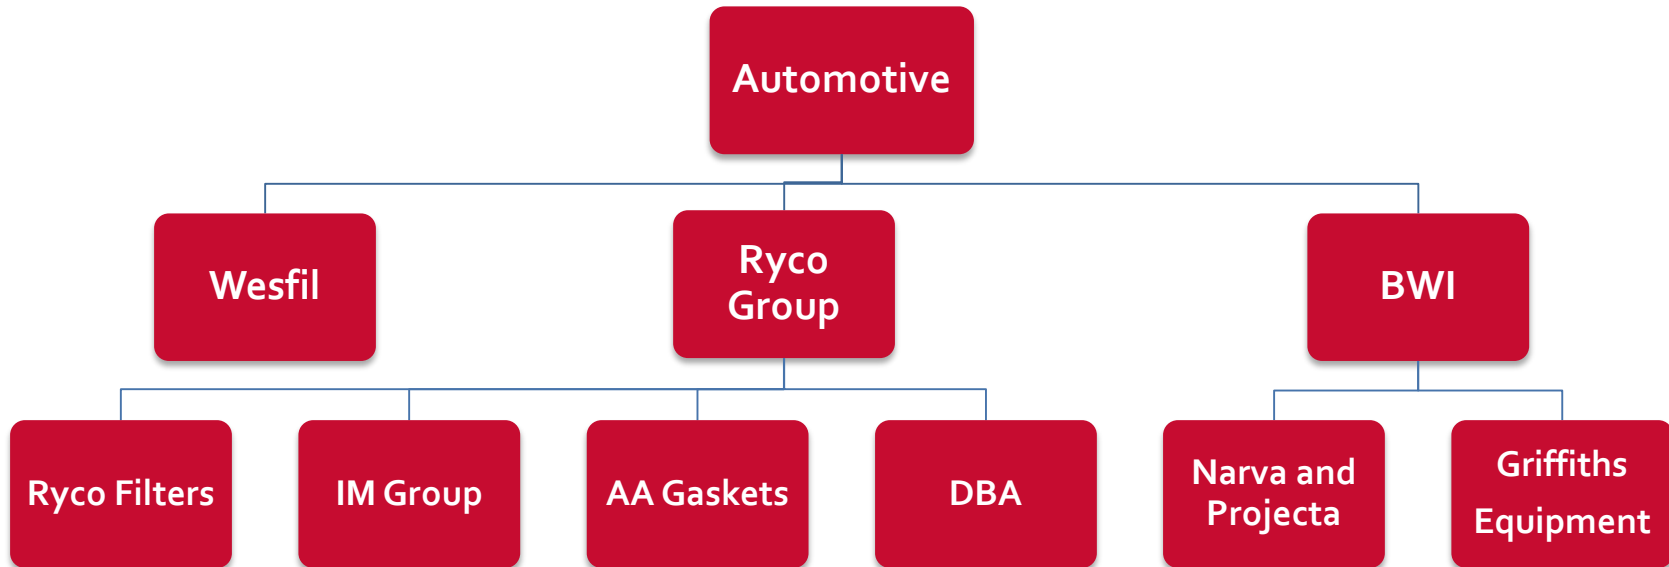 Automotive
Wesfil
Ryco
Group
BWI
Ryco Filters
IM Group
AA Gaskets
DBA
Narva and
Projecta
Griffiths
Equipment